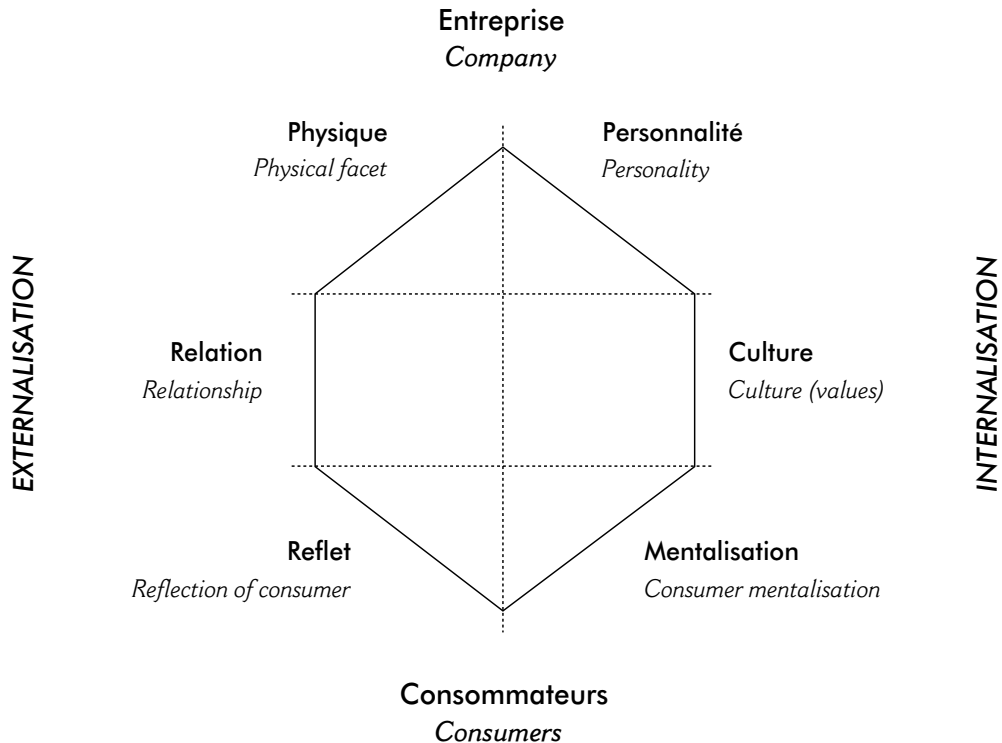 Entreprise
Company
Physique
Physical facet
Personnalité
Personality
EXTERNALISATION
INTERNALISATION
Relation
Relationship
Culture
Culture (values)
Reflet
Reflection of consumer
Mentalisation
Consumer mentalisation
Consommateurs
Consumers